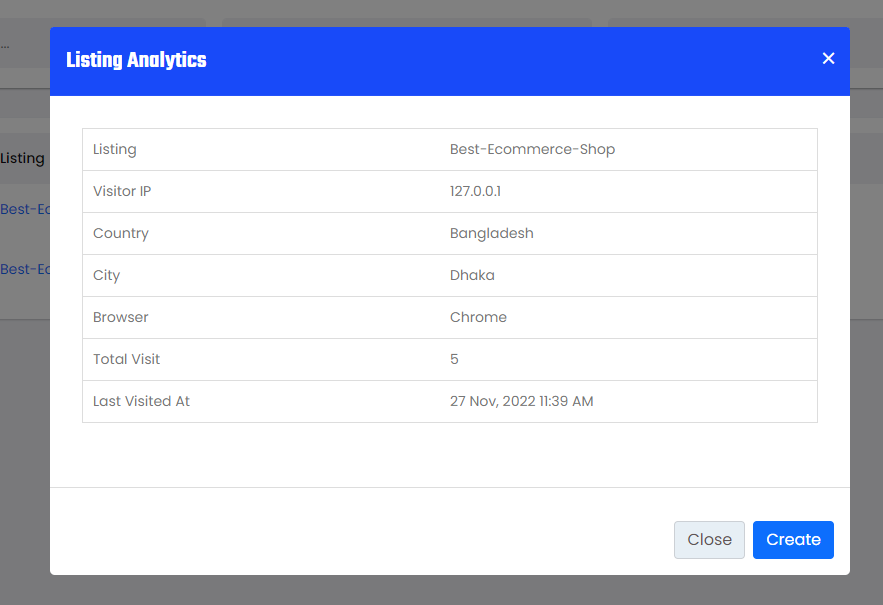 ...
Listing Analytics
×
Listing
Listing Best-Ecommerce-Shop
Visitor IP 127.0.0.1
Best-Ec
Country Bangladesh
Best-Ec
City Dhaka
Browser Chrome
Total Visit 5
Last Visited At 27 Nov, 2022 11:39 AM
Close Create